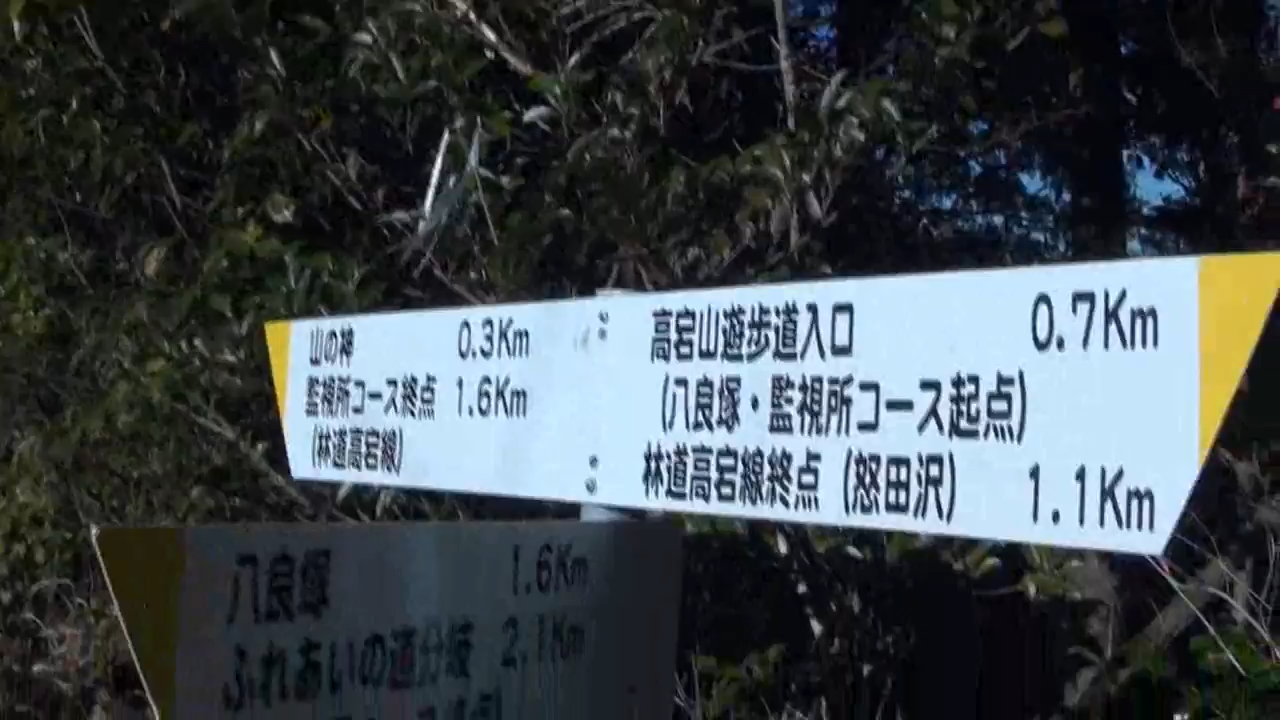 山の神 0.3Km
監視所コース終点 1.6Km
(林道高宕線)
高宕山遊歩道入口 0.7Km
(八良塚・監視所コース起点)
林道高宕線終点 (怒田沢) 1.1Km
八良塚 1.6Km
ふれあいの道分岐 2.1Km